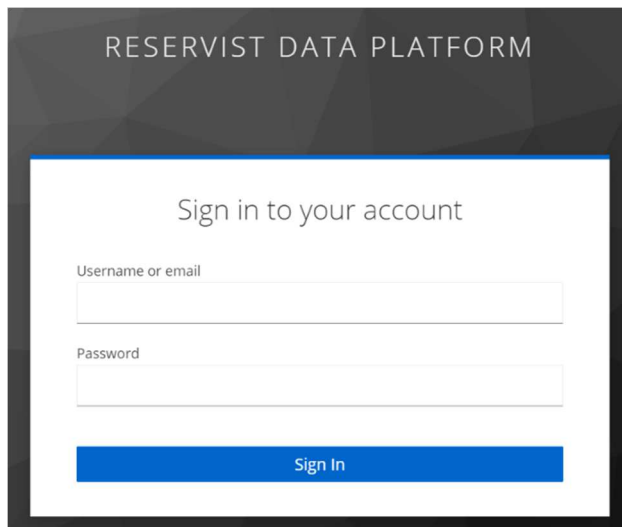 RESERVIST DATA PLATFORM
Sign in to your account
Username or email
Password
Sign In